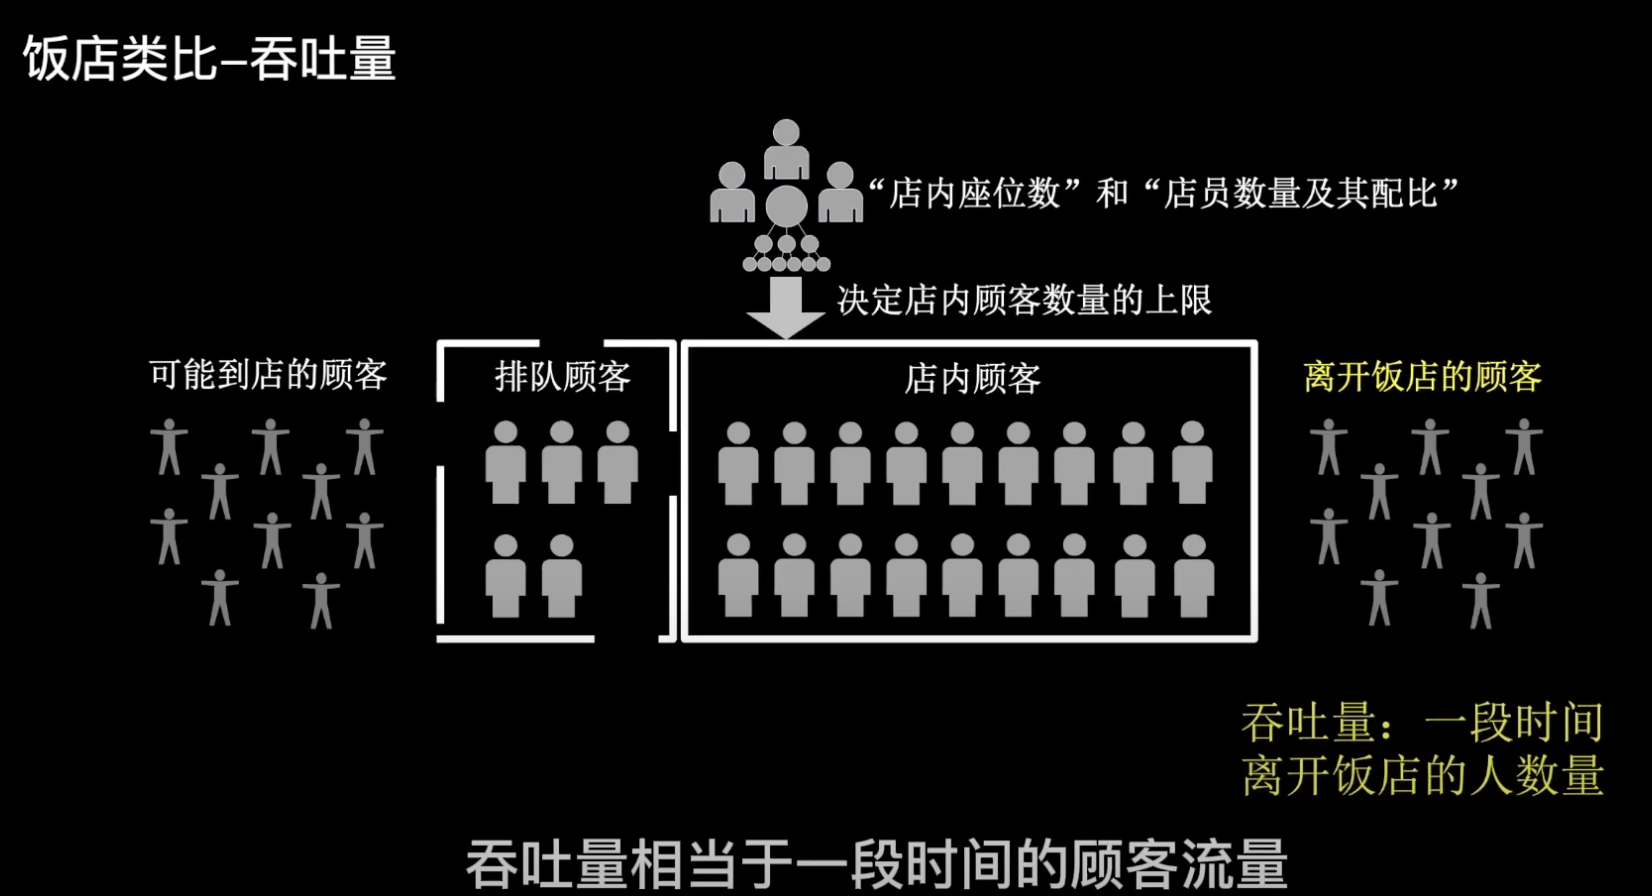 饭店类比–吞吐量
“店内座位数”和“店员数量及其配比”
决定店内顾客数量的上限
可能到店的顾客
排队顾客
店内顾客
离开饭店的顾客
吞吐量：一段时间
离开饭店的人数量
吞吐量相当于一段时间的顾客流量